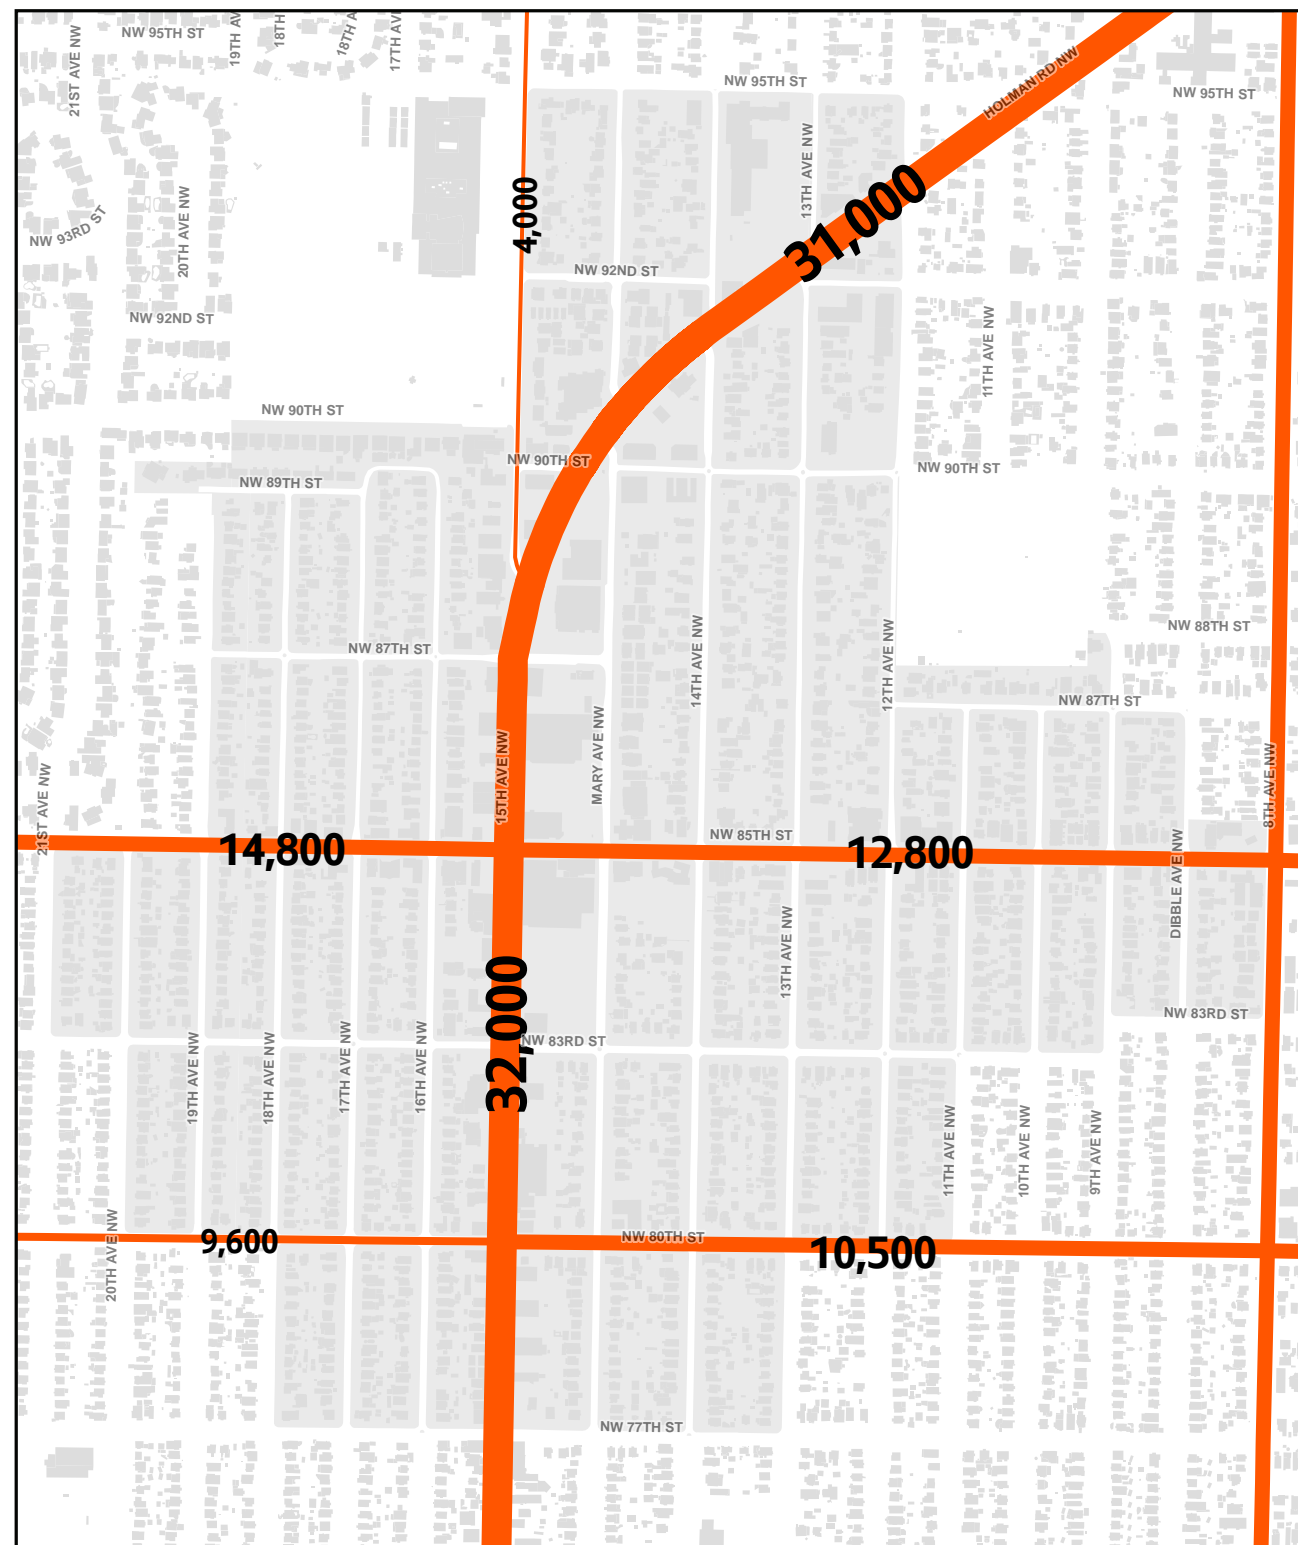 NW 95TH ST
21ST AVE NW
19TH AV
18TH
18TH A
17TH AV
NW 95TH ST
HOLMAN RD NW
NW 95TH ST
13TH AVE NW
31,000
4,000
20TH AVE NW
NW 93RD ST
NW 92ND ST
NW 92ND ST
11TH AVE NW
NW 90TH ST
NW 90TH ST
NW 90TH ST
NW 89TH ST
NW 87TH ST
14TH AVE NW
12TH AVE NW
NW 88TH ST
NW 87TH ST
15TH AVE NW
MARY AVE NW
21ST AVE NW
8TH AVE NW
NW 85TH ST
14,800
12,800
DIBBLE AVE NW
13TH AVE NW
32,000
NW 83RD ST
NW 83RD ST
19TH AVE NW
18TH AVE NW
17TH AVE NW
16TH AVE NW
11TH AVE NW
10TH AVE NW
9TH AVE NW
20TH AVE NW
9,600
NW 80TH ST
10,500
NW 77TH ST